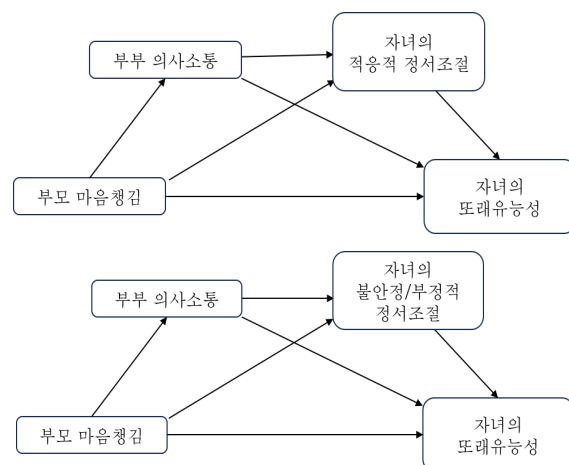 자녀의
적응적 정서조절
부부 의사소통
부모 마음챙김
자녀의
또래유능성
자녀의
불안정/부정적
정서조절
부부 의사소통
부모 마음챙김
자녀의
또래유능성